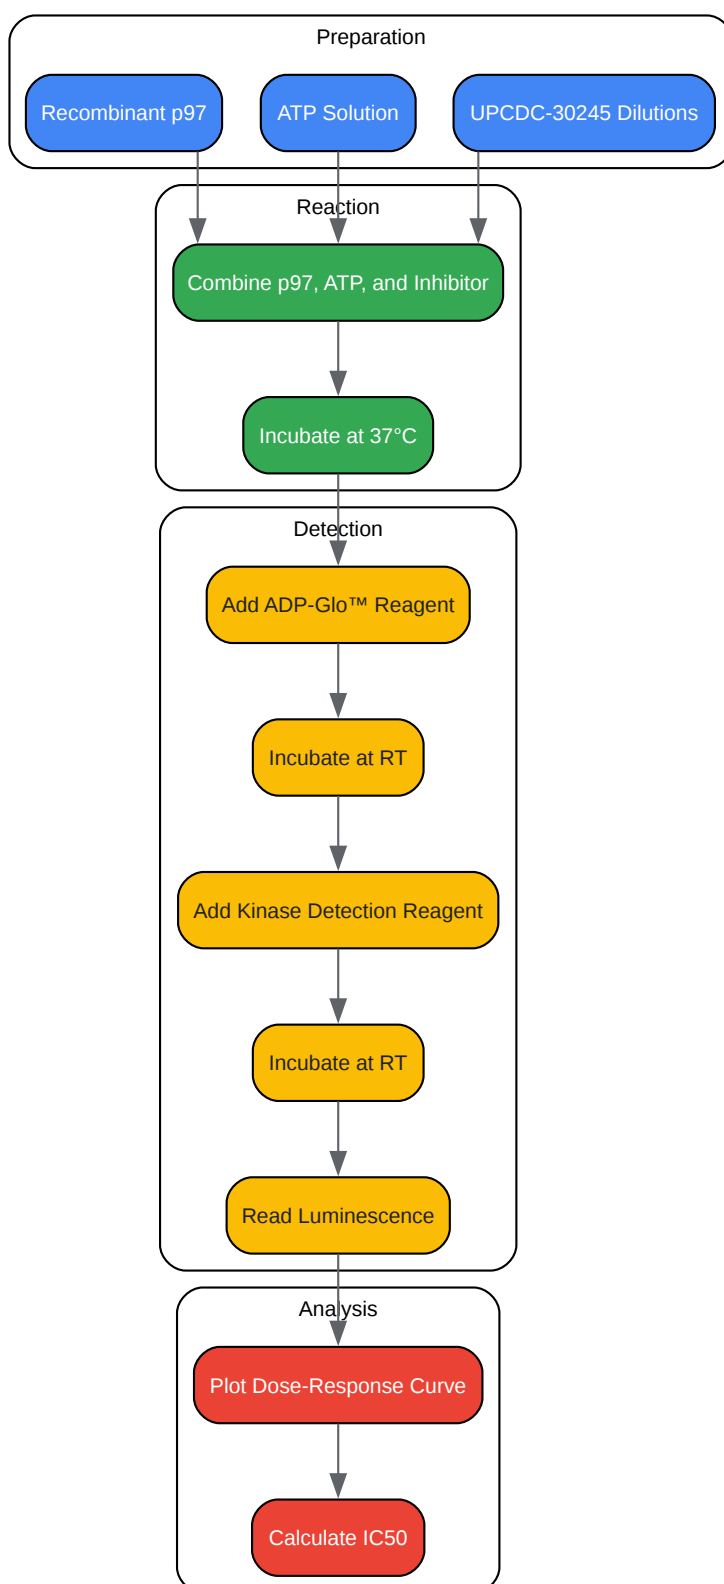 Preparation
Recombinant p97
ATP Solution
UPCDC-30245 Dilutions
Reaction
Combine p97, ATP, and Inhibitor
Incubate at 37°C
Detection
Add ADP-Glo™ Reagent
Incubate at RT
Add Kinase Detection Reagent
Incubate at RT
Read Luminescence
Analysis
Plot Dose-Response Curve
Calculate IC50